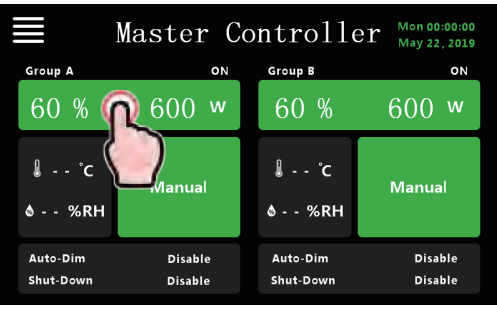 Master Controller
Mon 00:00:00
May 22, 2019
Group A ON
60 % 600 W
- - °C
- - %RH
Manual
Auto-Dim Disable
Shut-Down Disable
Group B ON
60 % 600 W
- - °C
- - %RH
Manual
Auto-Dim Disable
Shut-Down Disable